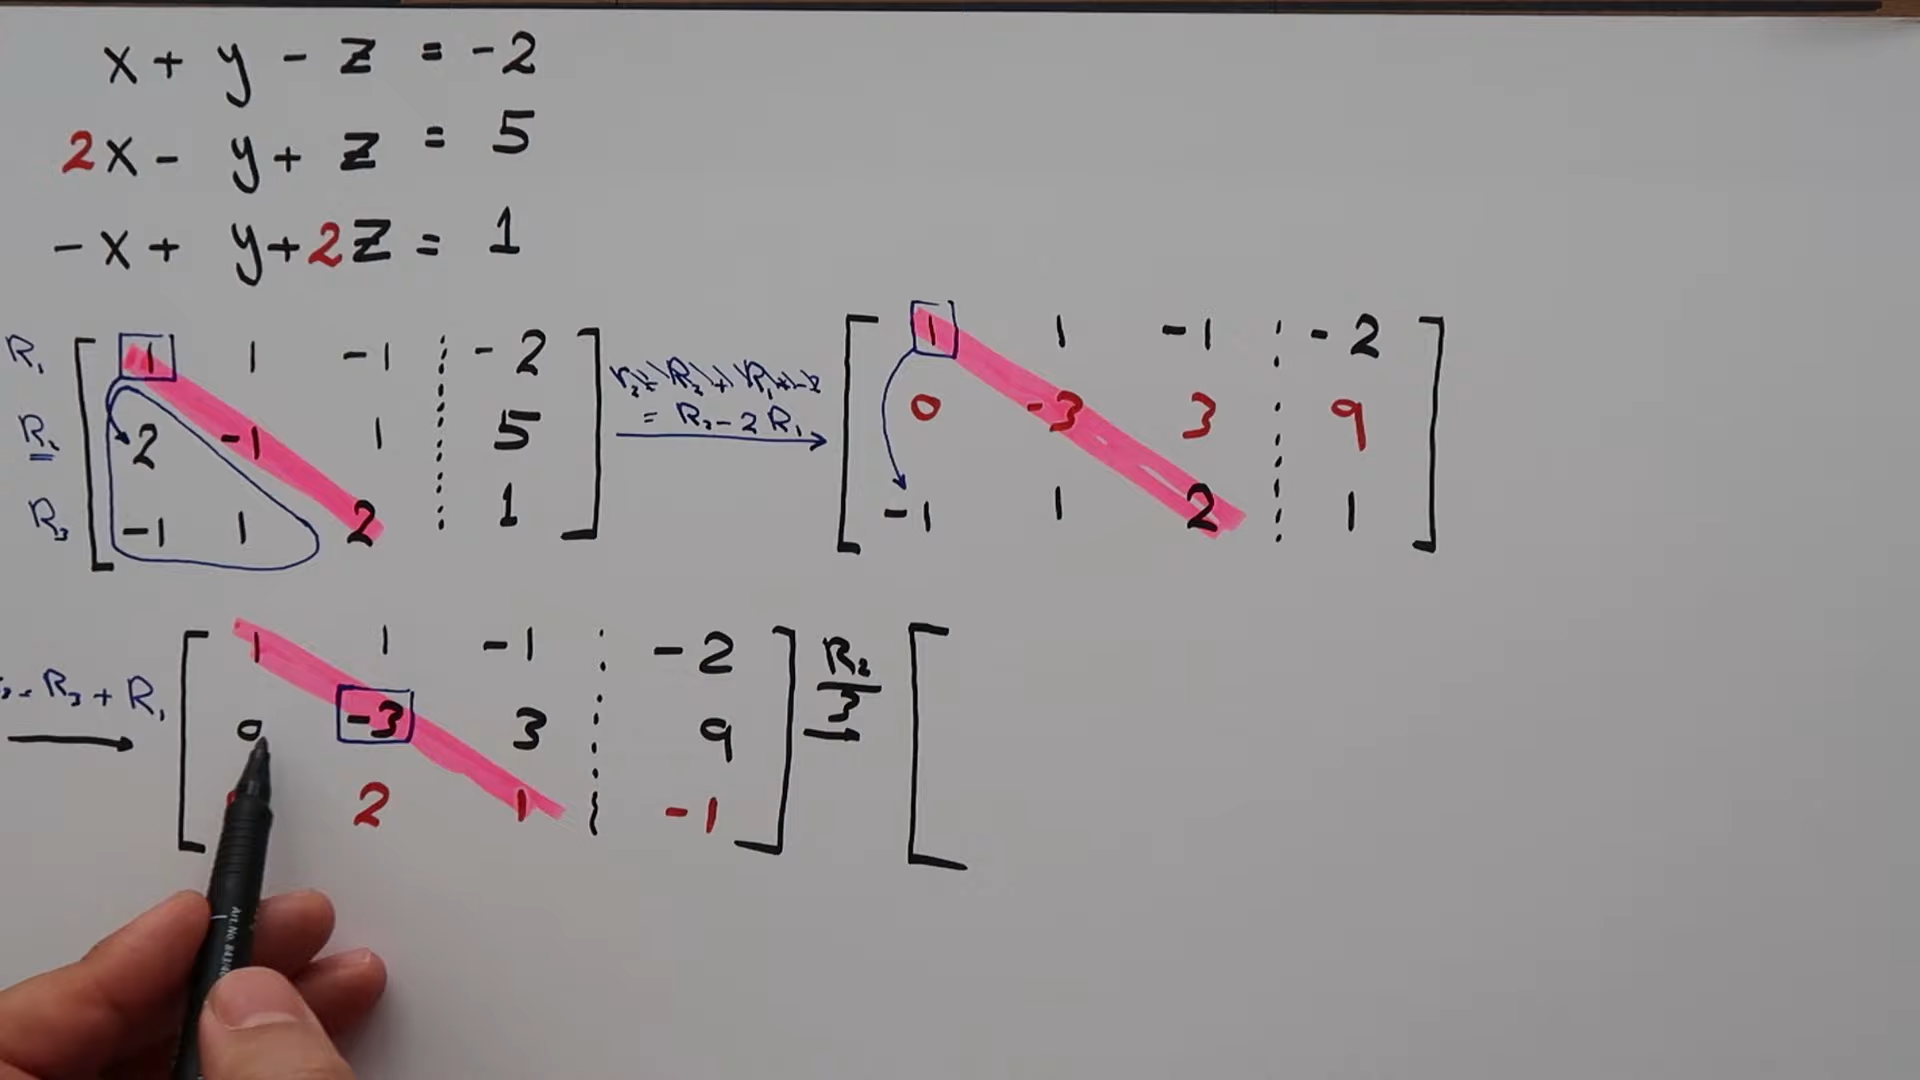 x + y - z = -2
2x - y + z = 5
-x + y + 2z = 1
R₁ [ 1 1 -1 ⋮ -2 ]
R₂ [ 2 -1 1 ⋮ 5 ]
R₃ [ -1 1 2 ⋮ 1 ]
= R₂ - 2 R₁
[ 1 1 -1 ⋮ -2 ]
[ 0 -3 3 ⋮ 9 ]
[ -1 1 2 ⋮ 1 ]
R₃ + R₁
[ 1 1 -1 ⋮ -2 ]
[ 0 -3 3 ⋮ 9 ]
[ 2 1 ⋮ -1 ]
R₂
3
[